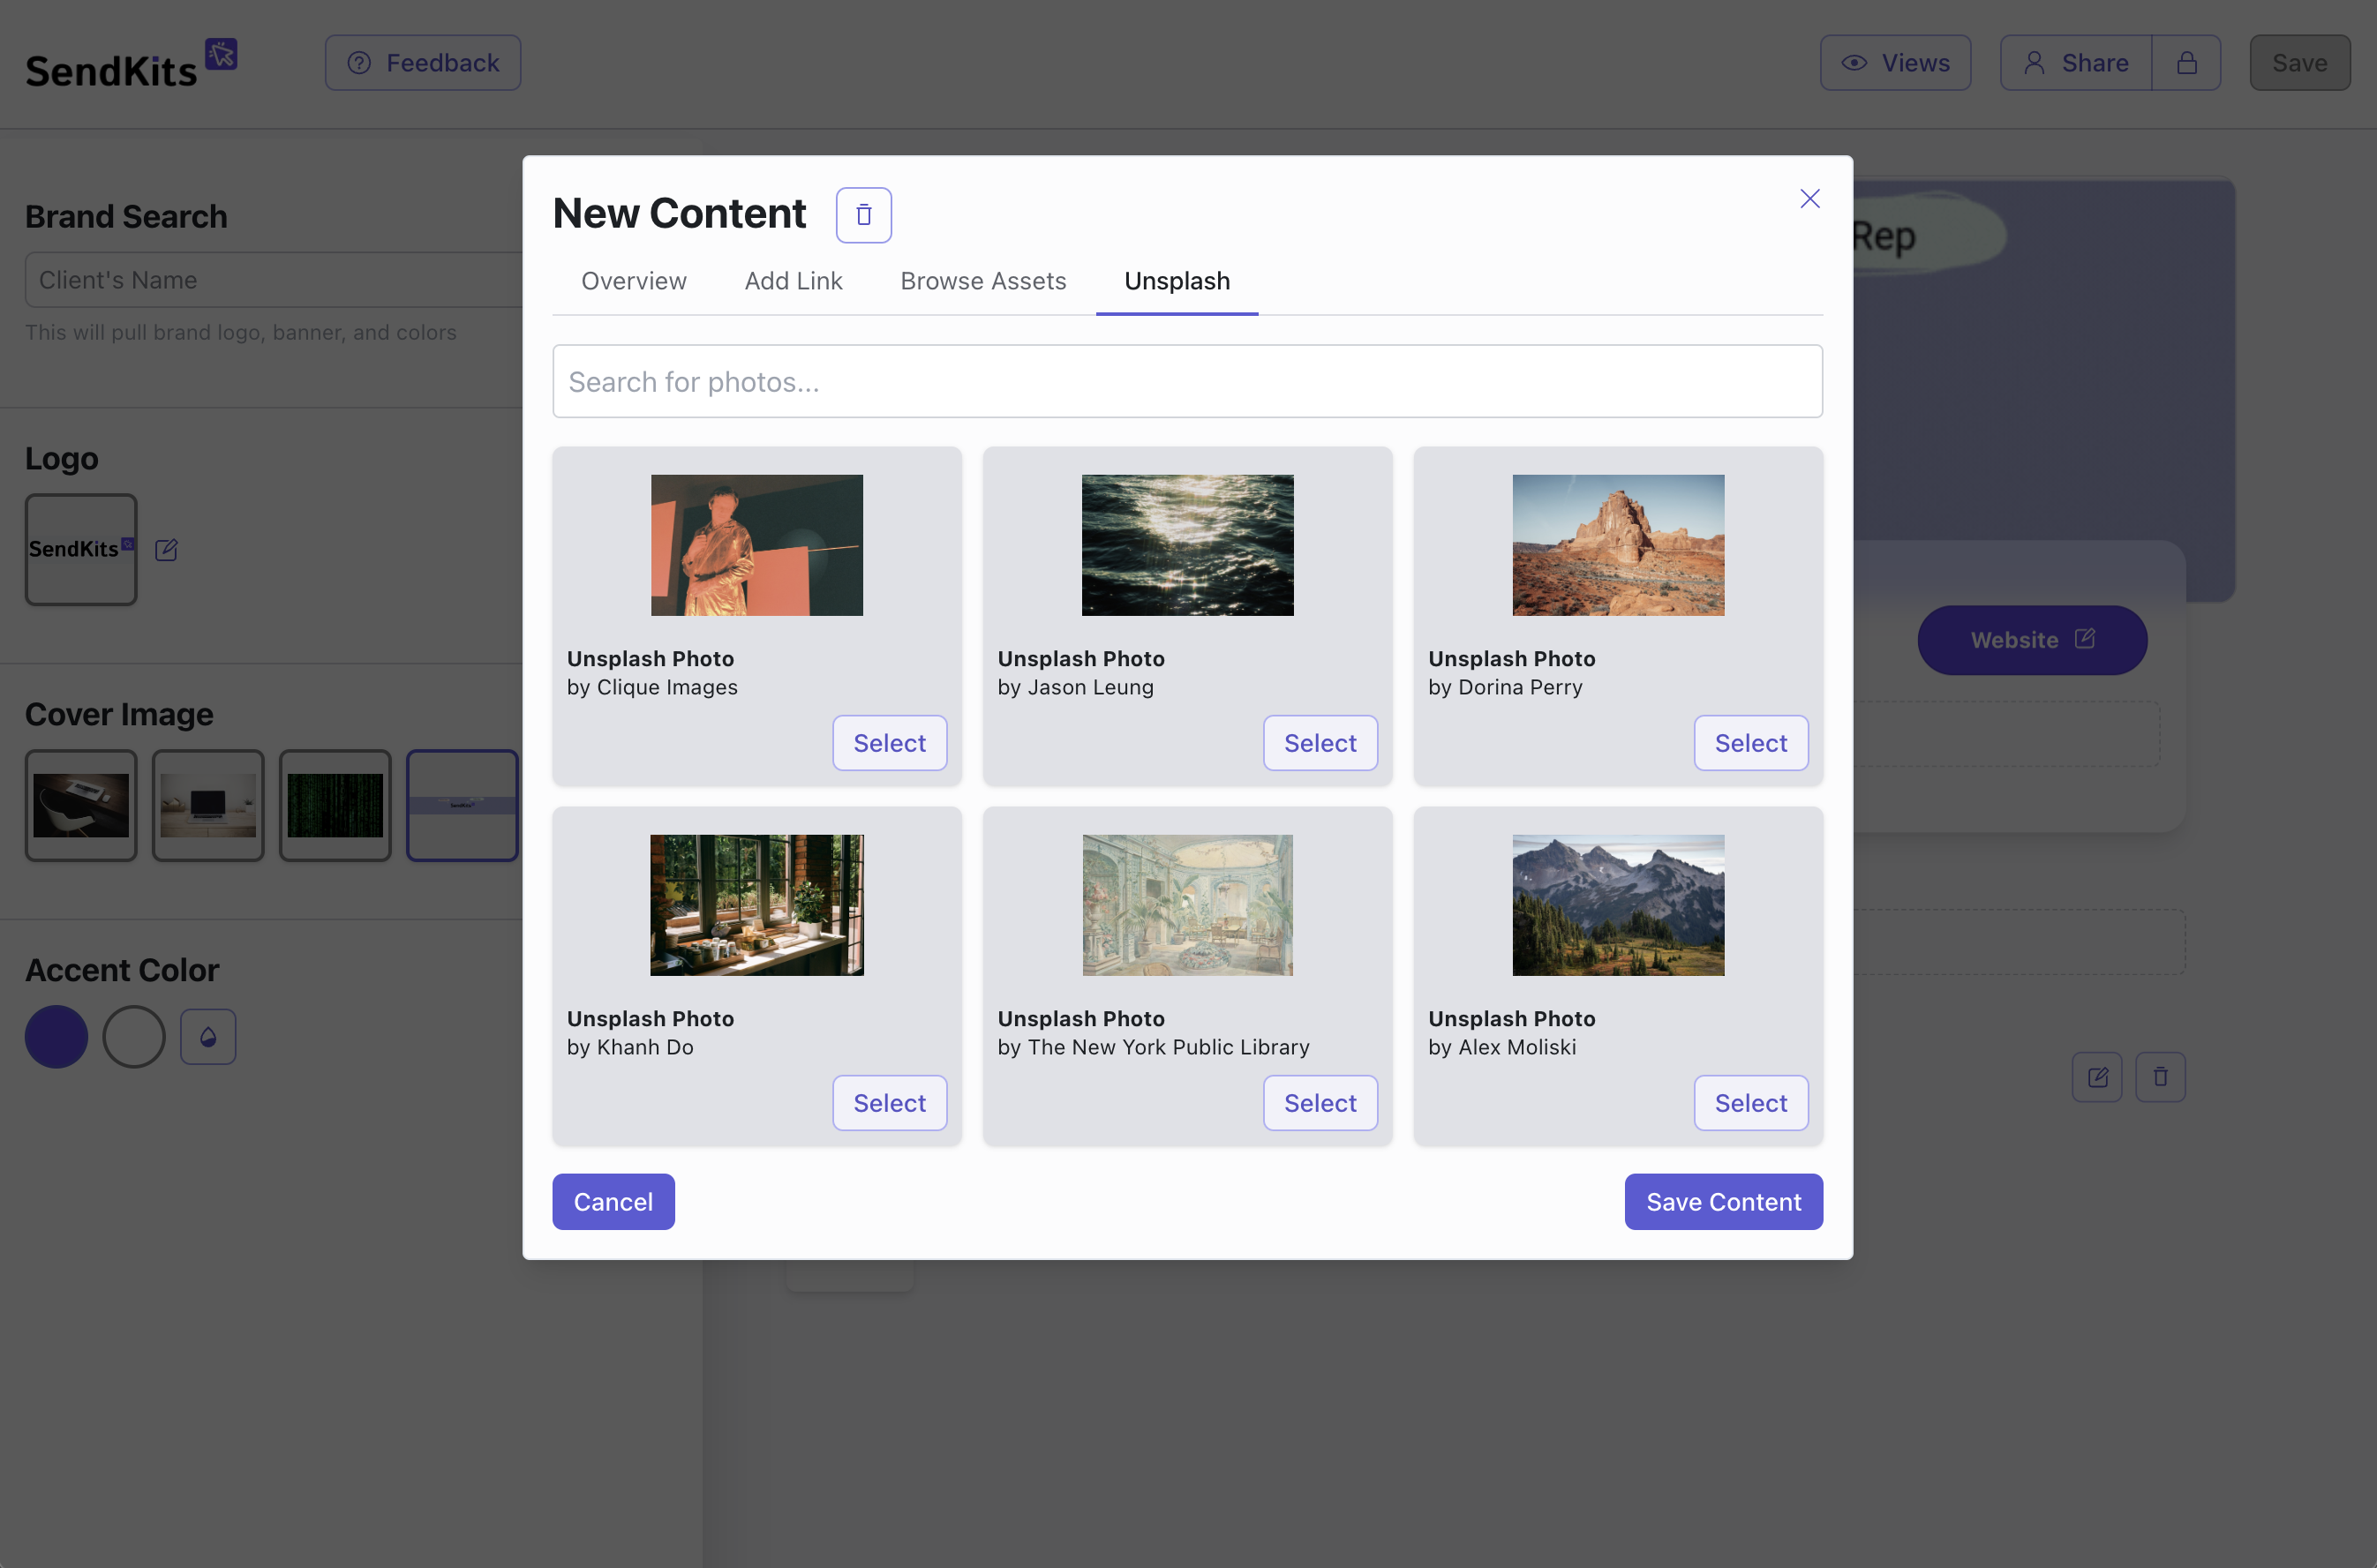 SendKits
Feedback
Views
Share
Save
Brand Search
Client's Name
This will pull brand logo, banner, and colors
Logo
SendKits
Cover Image
Accent Color
New Content
Overview
Add Link
Browse Assets
Unsplash
Search for photos...
Unsplash Photo
by Clique Images
Select
Unsplash Photo
by Jason Leung
Select
Unsplash Photo
by Dorina Perry
Select
Unsplash Photo
by Khanh Do
Select
Unsplash Photo
by The New York Public Library
Select
Unsplash Photo
by Alex Moliski
Select
Cancel
Save Content
Rep
Website